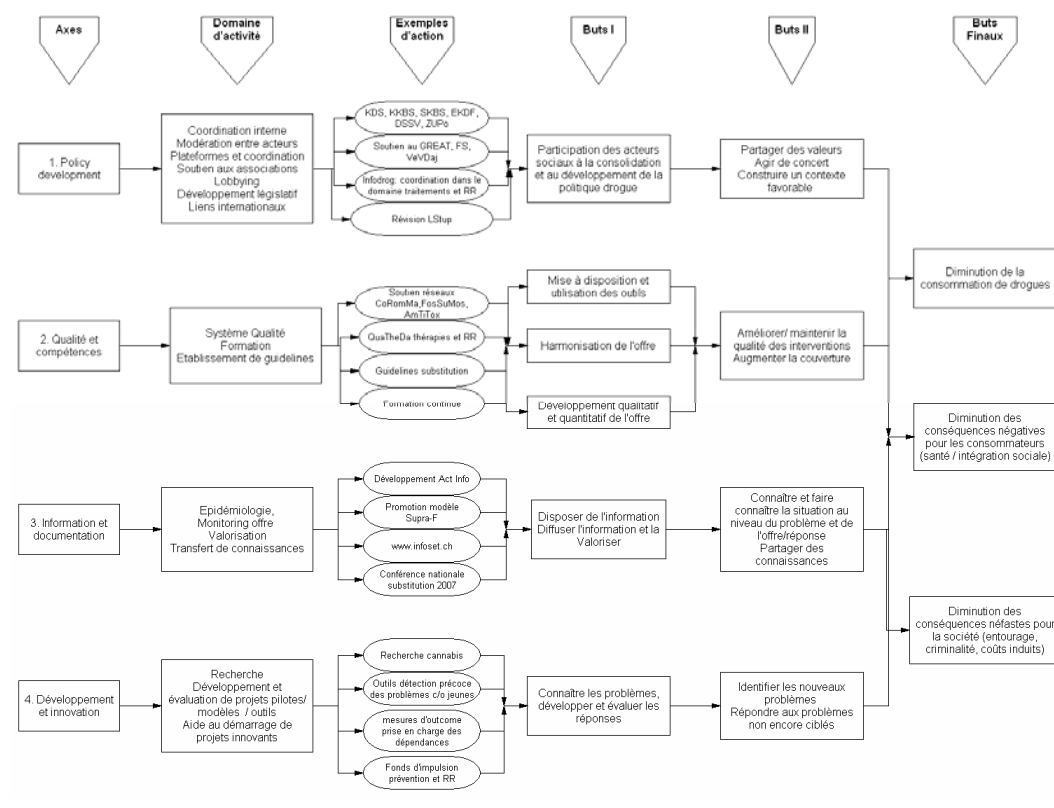 Axes
Domaine
d'activité
Exemples
d'action
Buts I
Buts II
Buts
Finaux
1. Policy
development
Coordination interne
Modération entre acteurs
Plateformes et coordination
Soutien aux associations
Lobbying
Développement législatif
Liens internationaux
KDS, KKBS, SKBS, EKDF,
DSSV, ZUPo
Soutien au GREAT, FS,
VeVDaj
Infodrog: coordination dans le
domaine traitements et RR
Révision LStup
Participation des acteurs
sociaux à la consolidation
et au développement de la
politique drogue
Partager des valeurs
Agir de concert
Construire un contexte
favorable
Diminution de la
consommation de drogues
2. Qualité et
compétences
Système Qualité
Formation
Etablissement de guidelines
Soutien réseaux
CoRomMa,FosSuMos,
AmTiTox
QuaTheDa thérapies et RR
Guidelines substitution
Formation continue
Mise à disposition et
utilisation des outils
Harmonisation de l'offre
Développement qualitatif
et quantitatif de l'offre
Améliorer/ maintenir la
qualité des interventions
Augmenter la couverture
Diminution des
conséquences négatives
pour les consommateurs
(santé / intégration sociale)
3. Information et
documentation
Epidémiologie,
Monitoring offre
Valorisation
Transfert de connaissances
Développement Act Info
Promotion modèle
Supra-F
www.infoset.ch
Conférence nationale
substitution 2007
Disposer de l'information
Diffuser l'information et la
Valoriser
Connaître et faire
connaître la situation au
niveau du problème et de
l'offre/réponse
Partager des
connaissances
Diminution des
conséquences néfastes pour
la société (entourage,
criminalité, coûts induits)
4. Développement
et innovation
Recherche
Développement et
évaluation de projets pilotes/
modèles / outils
Aide au démarrage de
projets innovants
Recherche cannabis
Outils détection précoce
des problèmes c/o jeunes
mesures d'outcome
prise en charge des
dépendances
Fonds d'impulsion
prévention et RR
Connaître les problèmes,
développer et évaluer les
réponses
Identifier les nouveaux
problèmes
Répondre aux problèmes
non encore ciblés